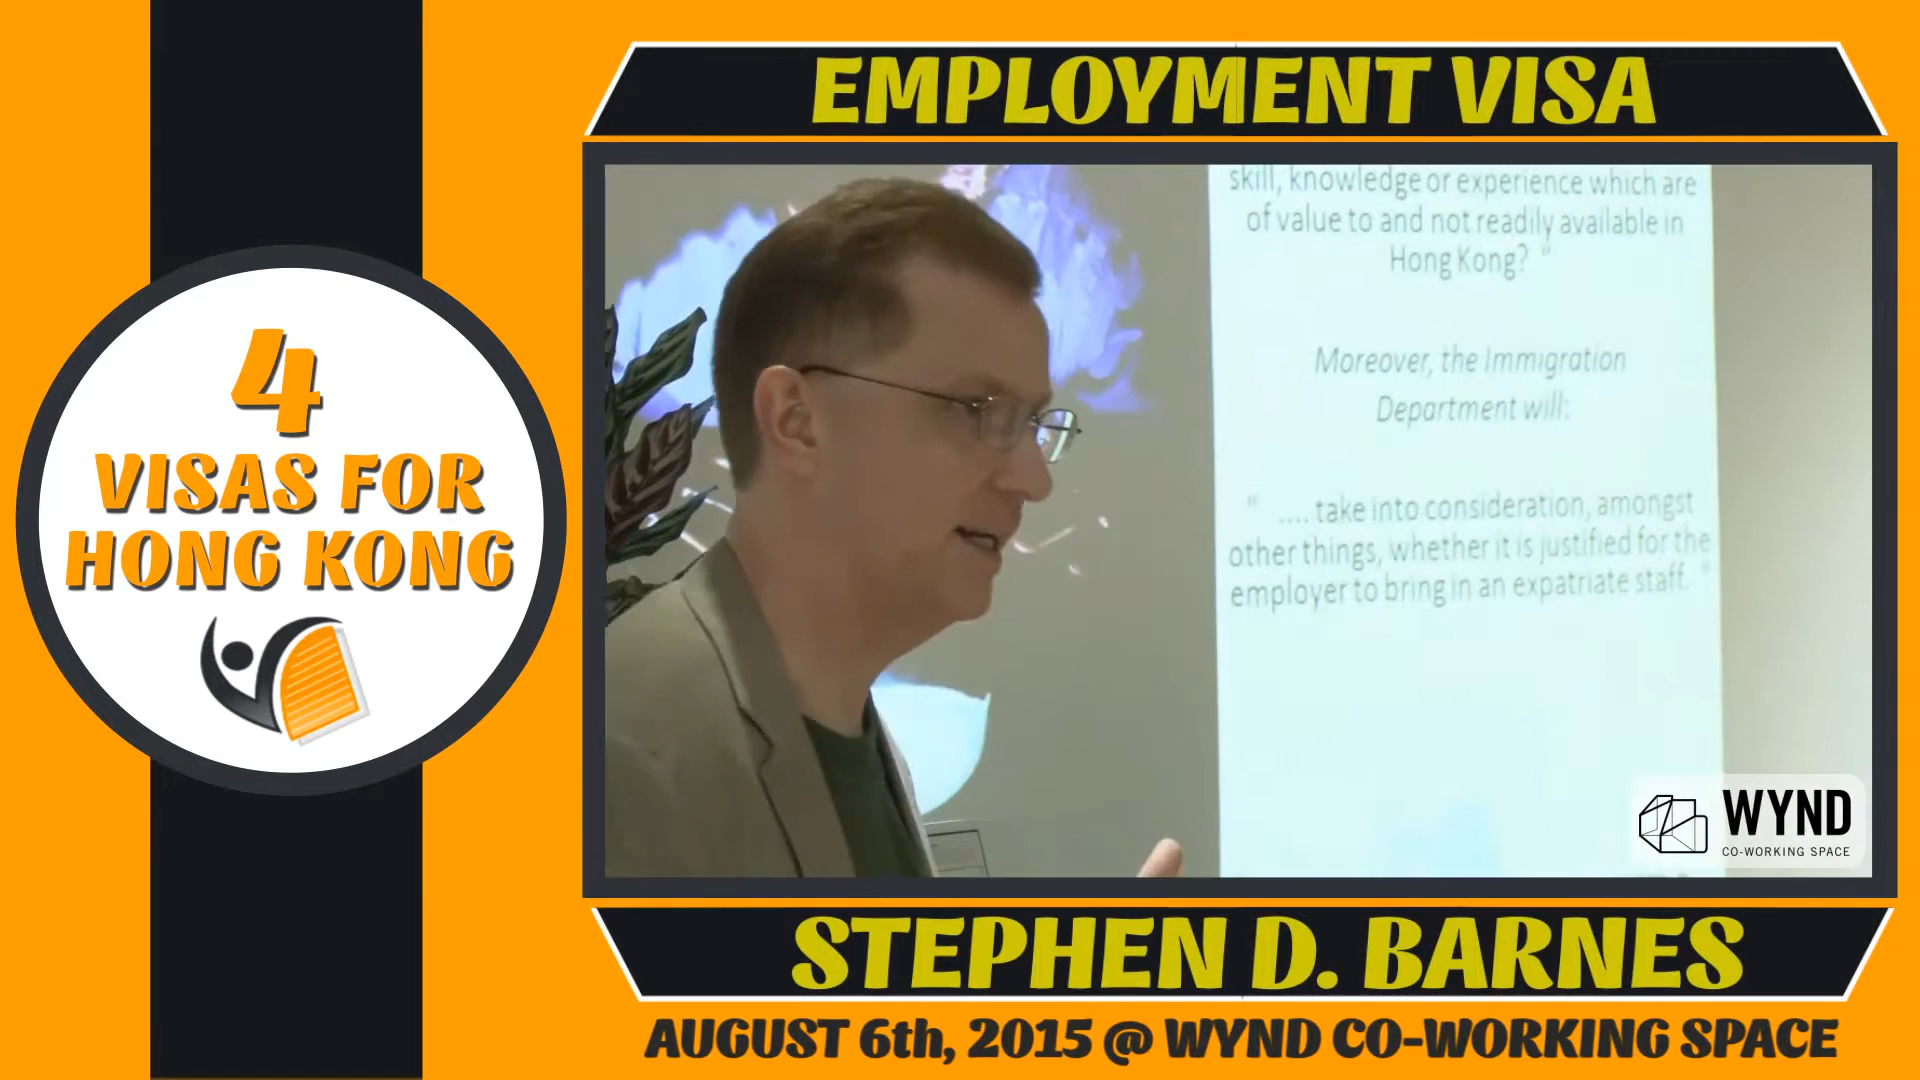 4
VISAS FOR
HONG KONG
EMPLOYMENT VISA
skill, knowledge or experience which are
of value to and not readily available in
Hong Kong? "
Moreover, the Immigration
Department will:
" .... take into consideration, amongst
other things, whether it is justified for the
employer to bring in an expatriate staff. "
WYND
CO-WORKING SPACE
STEPHEN D. BARNES
AUGUST 6th, 2015 @ WYND CO-WORKING SPACE